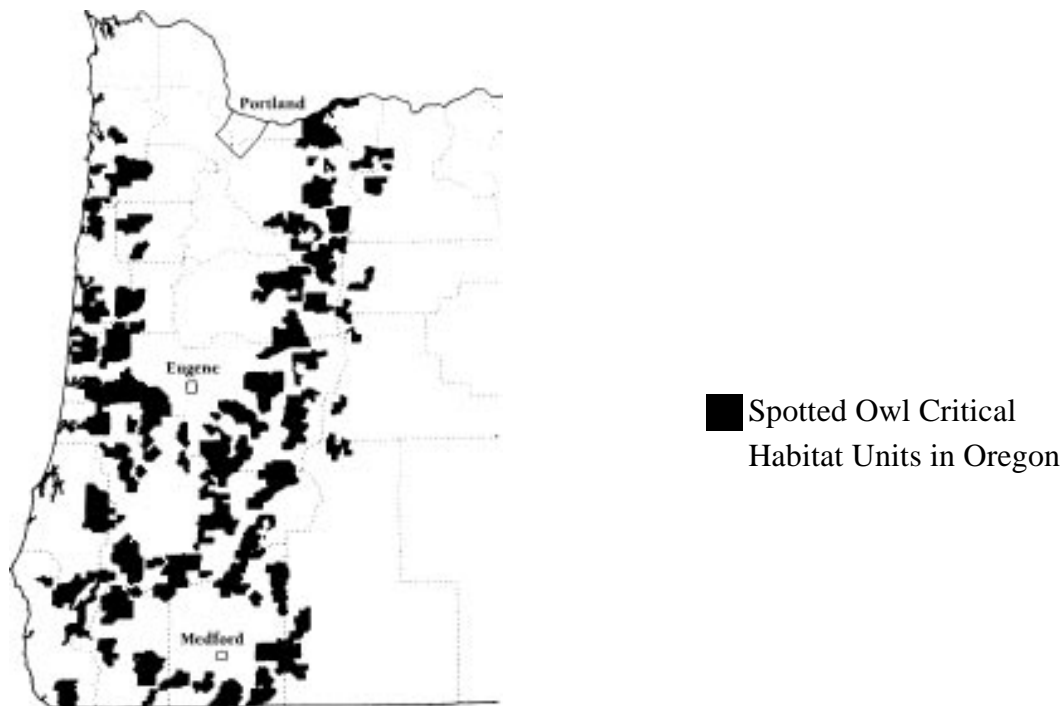 Portland
Eugene
Spotted Owl Critical
Habitat Units in Oregon
Medford